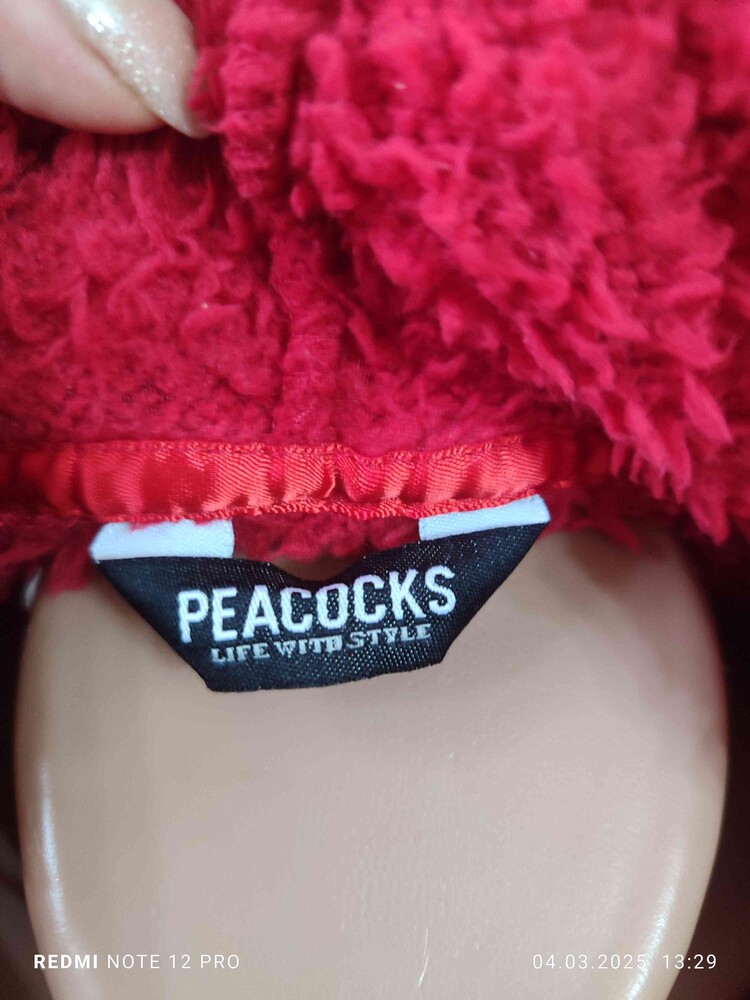 PEACOCKS
LIFE WITH STYLE
REDMI NOTE 12 PRO
04.03.2025 13:29